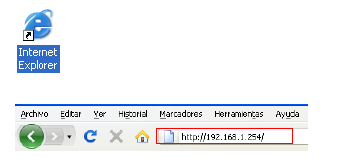 Internet
Explorer
Archivo Editar Ver Historial Marcadores Herramientas Ayuda
http://192.168.1.254/